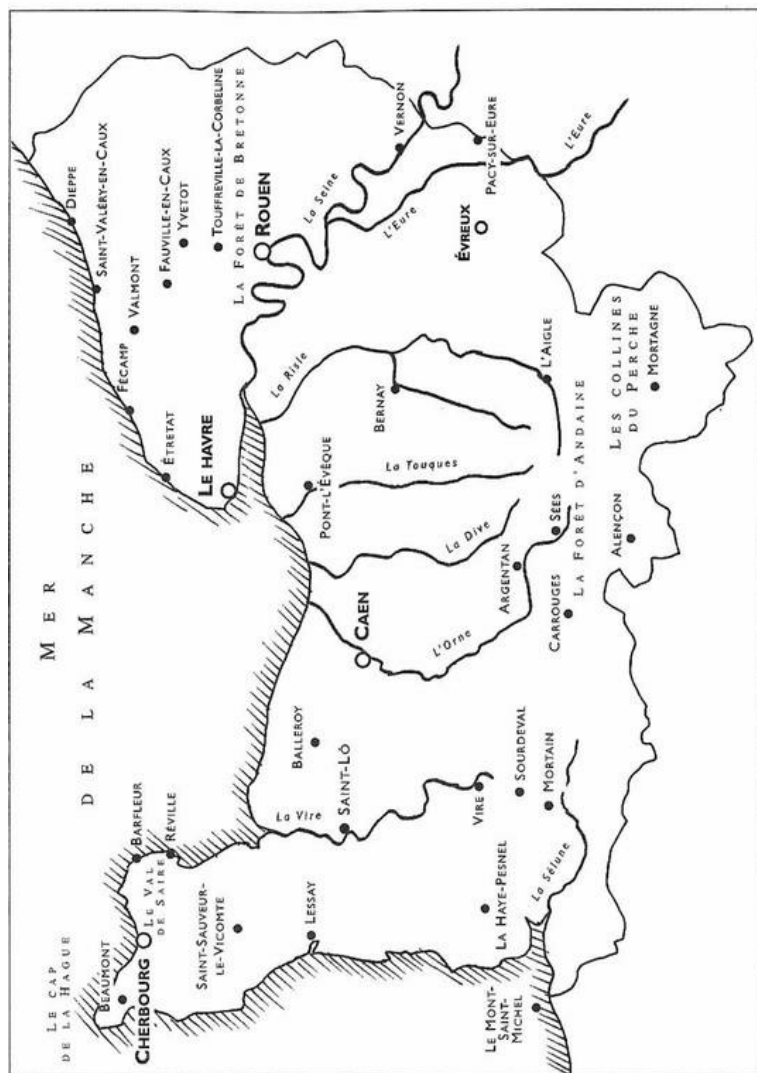 LE CAP
DE LA HAGUE
BEAUMONT
CHERBOURG
LE VAL
DE SAIRE
BARFLEUR
RÉVILLE
SAINT-SAUVEUR-
LE-VICOMTE
LESSAY
LA HAYE-PESNEL
LE MONT-
SAINT-
MICHEL
La Sélune
MER
DE LA MANCHE
La Vire
SAINT-LÔ
BALLEROY
VIRE
SOURDEVAL
MORTAIN
CAEN
L'Orne
ARGENTAN
SÉES
CARROUGES
LA FORÊT D'ANDAINE
ALENÇON
La Dive
La Touques
PONT-L'ÉVÊQUE
LE HAVRE
ÉTRETAT
FÉCAMP
VALMONT
SAINT-VALÉRY-EN-CAUX
DIEPPE
FAUVILLE-EN-CAUX
YVETOT
TOUFFREVILLE-LA-CORBELINE
LA FORÊT DE BRETONNE
ROUEN
La Seine
La Risle
BERNAY
L'AIGLE
LES COLLINES
DU PERCHE
MORTAGNE
L'Eure
ÉVREUX
VERNON
PACY-SUR-EURE
L'Eure